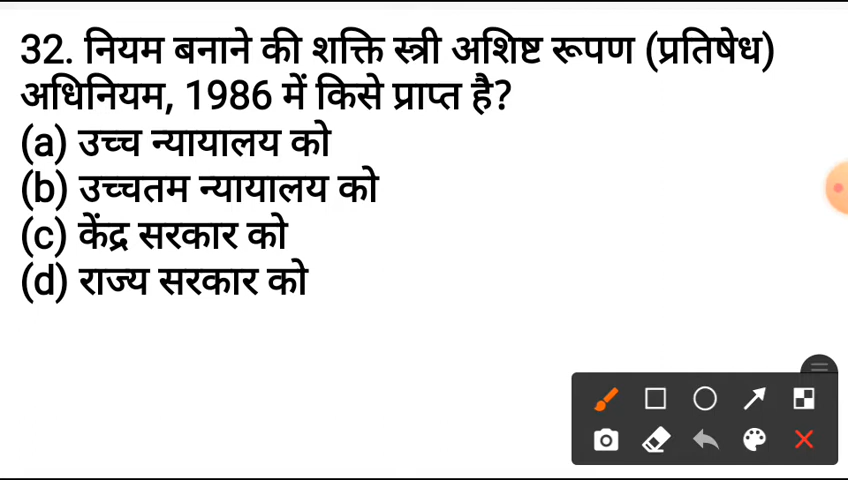 32. नियम बनाने की शक्ति स्त्री अशिष्ट रूपण (प्रतिषेध)
अधिनियम, 1986 में किसे प्राप्त है?
(a) उच्च न्यायालय को
(b) उच्चतम न्यायालय को
(c) केंद्र सरकार को
(d) राज्य सरकार को